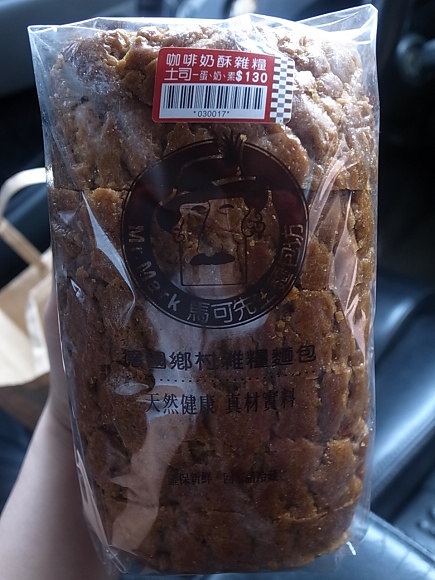 咖啡奶酥雜糧
土司-蛋、奶、素$130
*030017*
Mr. Mark 馬可先生麵包坊
德國鄉村雜糧麵包
天然健康 真材實料